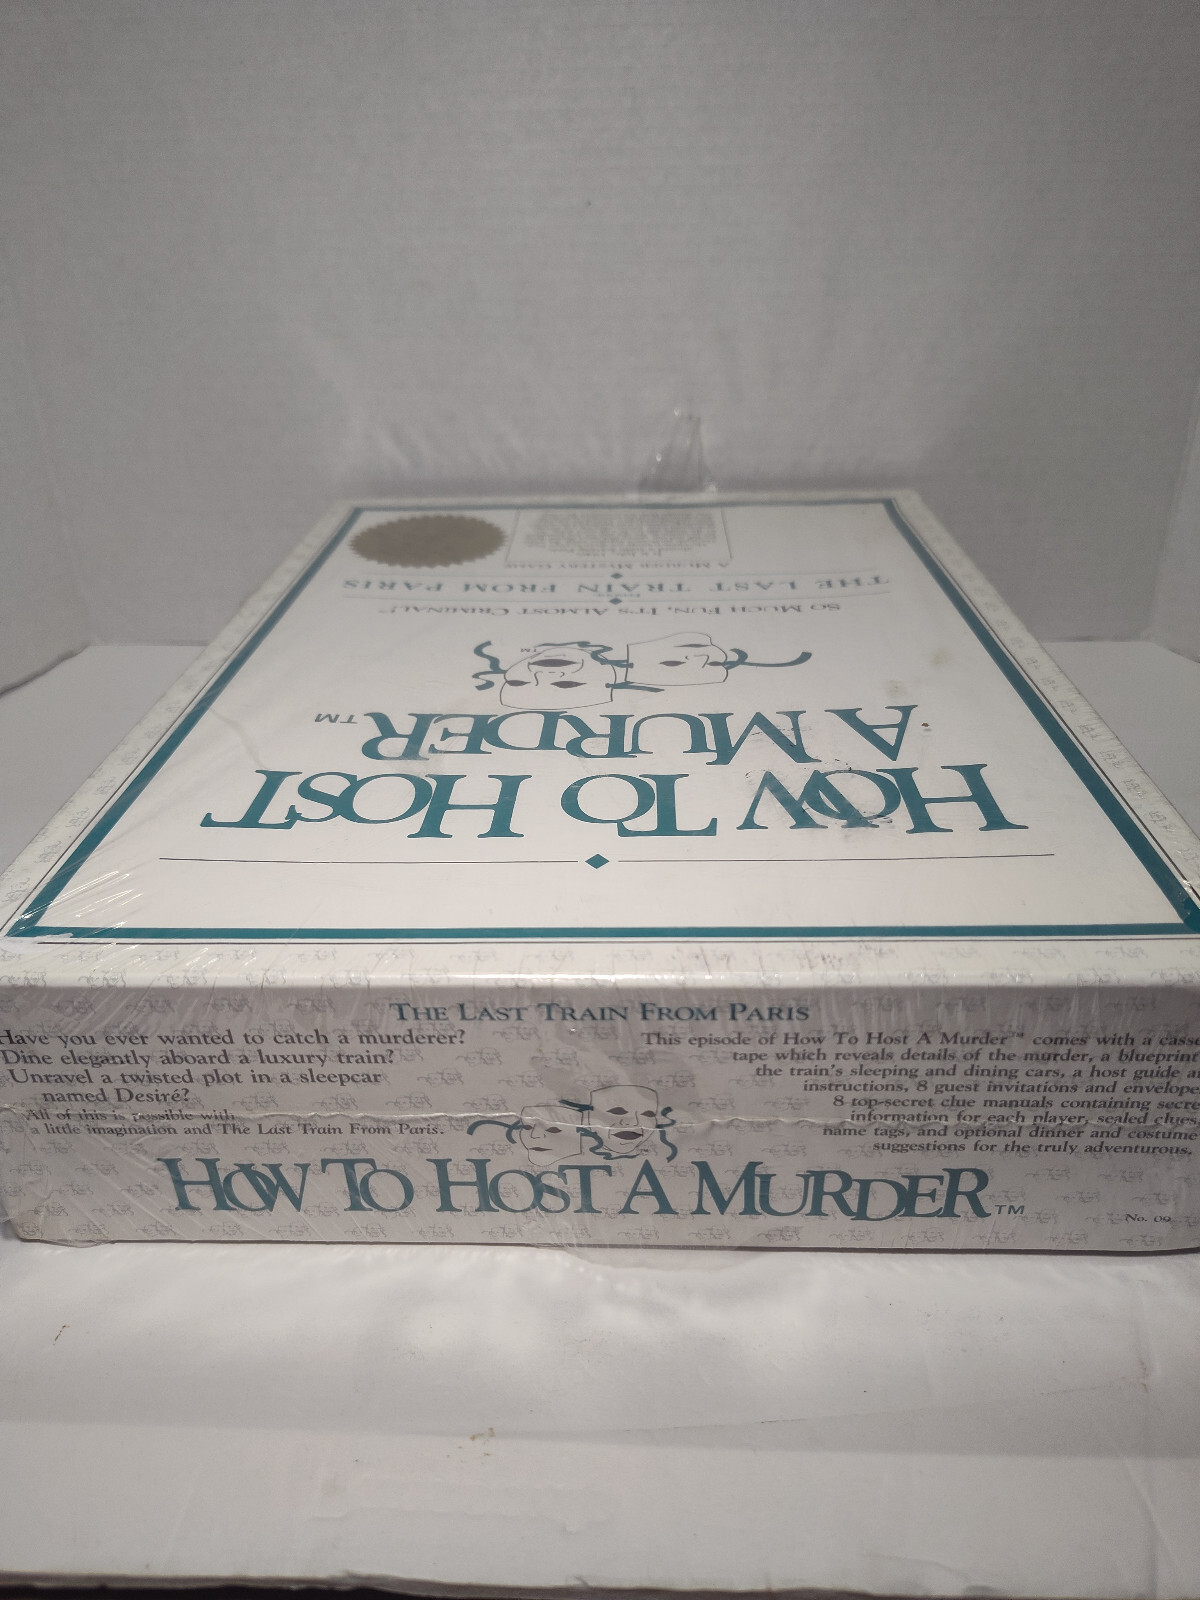 A MURDER MYSTERY GAME
THE LAST TRAIN FROM PARIS
SO MUCH FUN, IT'S ALMOST CRIMINAL!™
A MURDER™
HOW TO HOST
THE LAST TRAIN FROM PARIS
Have you ever wanted to catch a murderer?
Dine elegantly aboard a luxury train?
Unravel a twisted plot in a sleepcar
named Desiré?
All of this is possible with
a little imagination and The Last Train From Paris.
This episode of How To Host A Murder™ comes with a casse
tape which reveals details of the murder, a blueprint
the train's sleeping and dining cars, a host guide a
instructions, 8 guest invitations and envelope
8 top-secret clue manuals containing secre
information for each player, sealed clues,
name tags, and optional dinner and costume
suggestions for the truly adventurous.
HOW TO HOST A MURDER™
No. 09